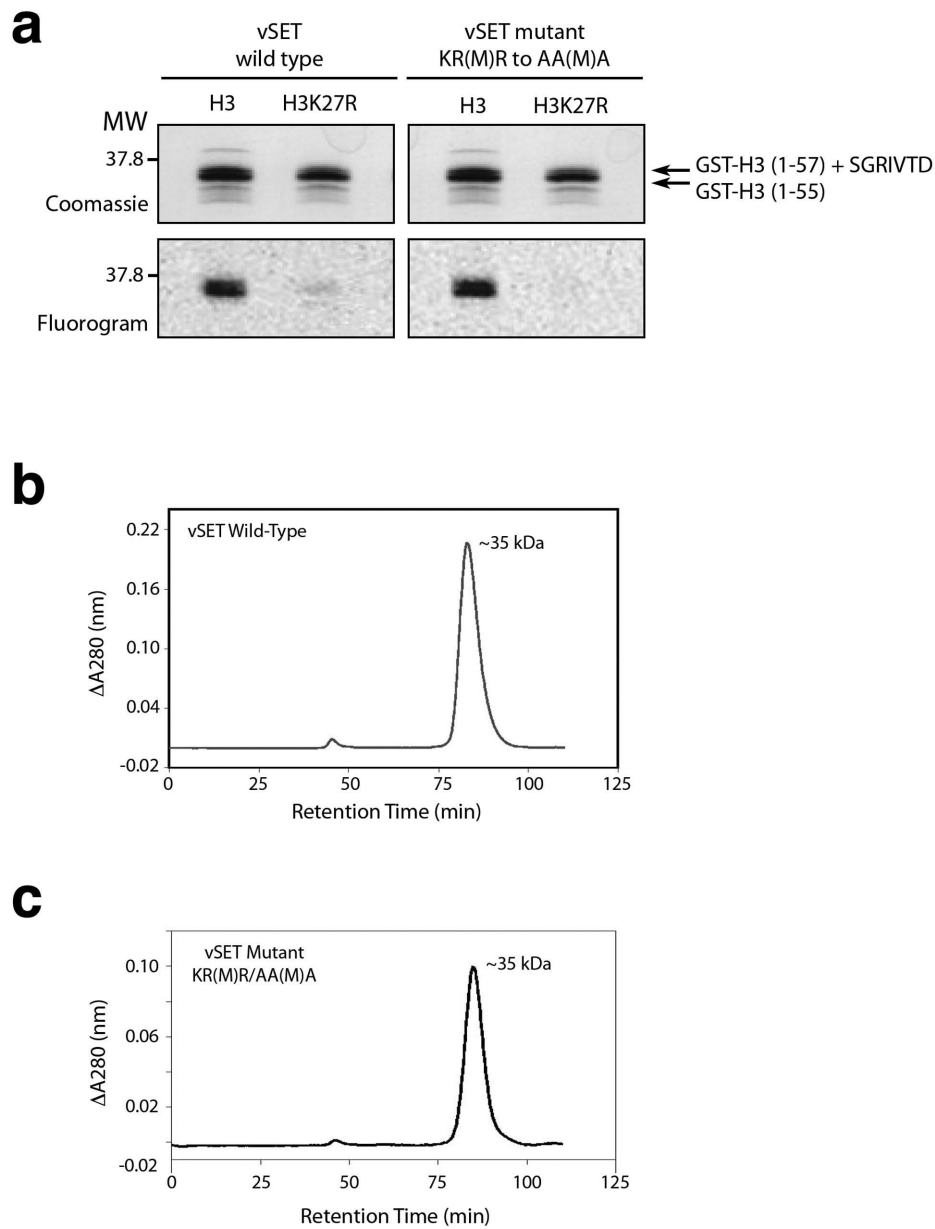 a
vSET
wild type
vSET mutant
KR(M)R to AA(M)A
H3 H3K27R H3 H3K27R
MW
37.8
Coomassie
GST-H3 (1-57) + SGRIVTD
GST-H3 (1-55)
37.8
Fluorogram
b
vSET Wild-Type
~35 kDa
0.22
0.16
0.10
0.04
-0.02
ΔA280 (nm)
0 25 50 75 100 125
Retention Time (min)
c
vSET Mutant
KR(M)R/AA(M)A
~35 kDa
0.10
0.06
0.02
-0.02
ΔA280 (nm)
0 25 50 75 100 125
Retention Time (min)